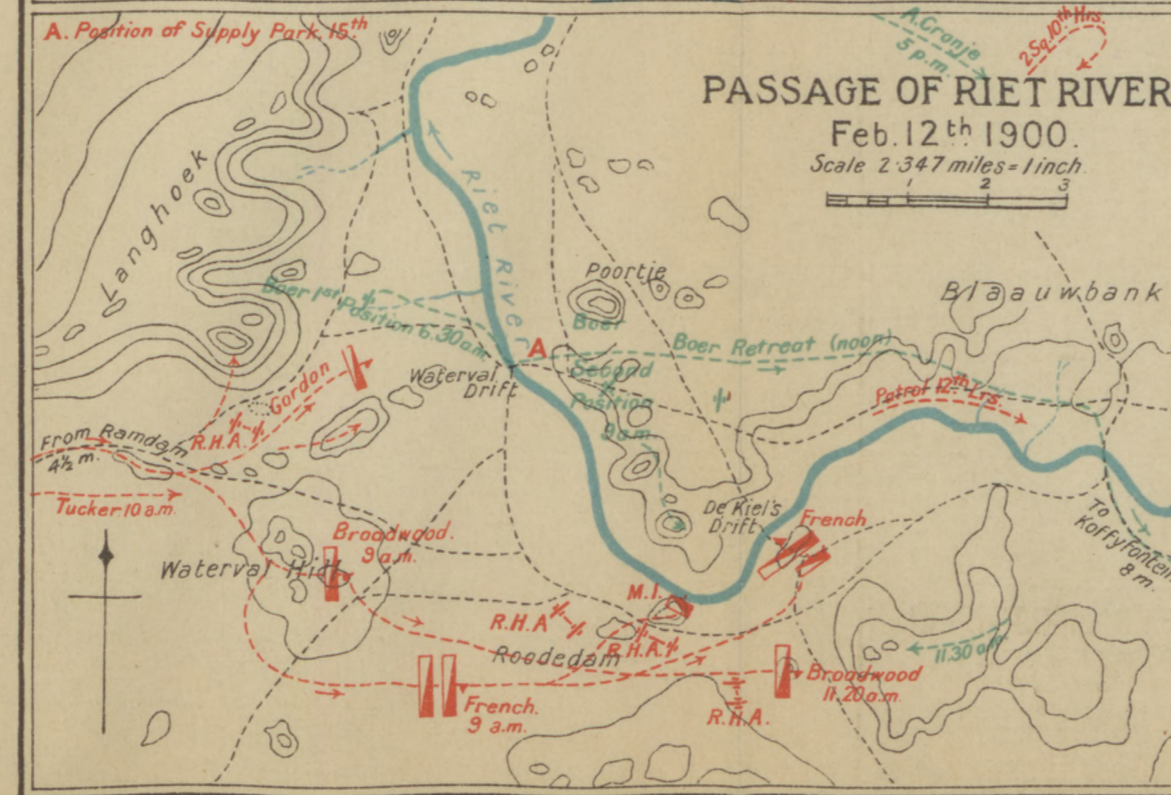 A. Position of Supply Park, 15th
A. Cronje
5 p.m.
2 Sq. 10th Hrs.
PASSAGE OF RIET RIVER
Feb. 12th 1900.
Scale 2·347 miles = 1 inch
1 2 3
Langhoek
Riet River
Poortje
Blaauwbank
Boer 1st
Position 6.30 a.m.
Boer
Second
Position
9 a.m.
Boer Retreat (noon)
A
Waterval
Drift
Gordon
R.H.A.
From Ramdam
4½ m.
Tucker 10 a.m.
Patrol 12th Lrs.
De Kiel's
Drift
French
To
Koffyfontein
8 m.
Broadwood.
9 a.m.
Waterval Hill
M.I.
R.H.A
R.H.A.
Roodedam
11.30
Broadwood
11.20 a.m.
French.
9 a.m.
R.H.A.